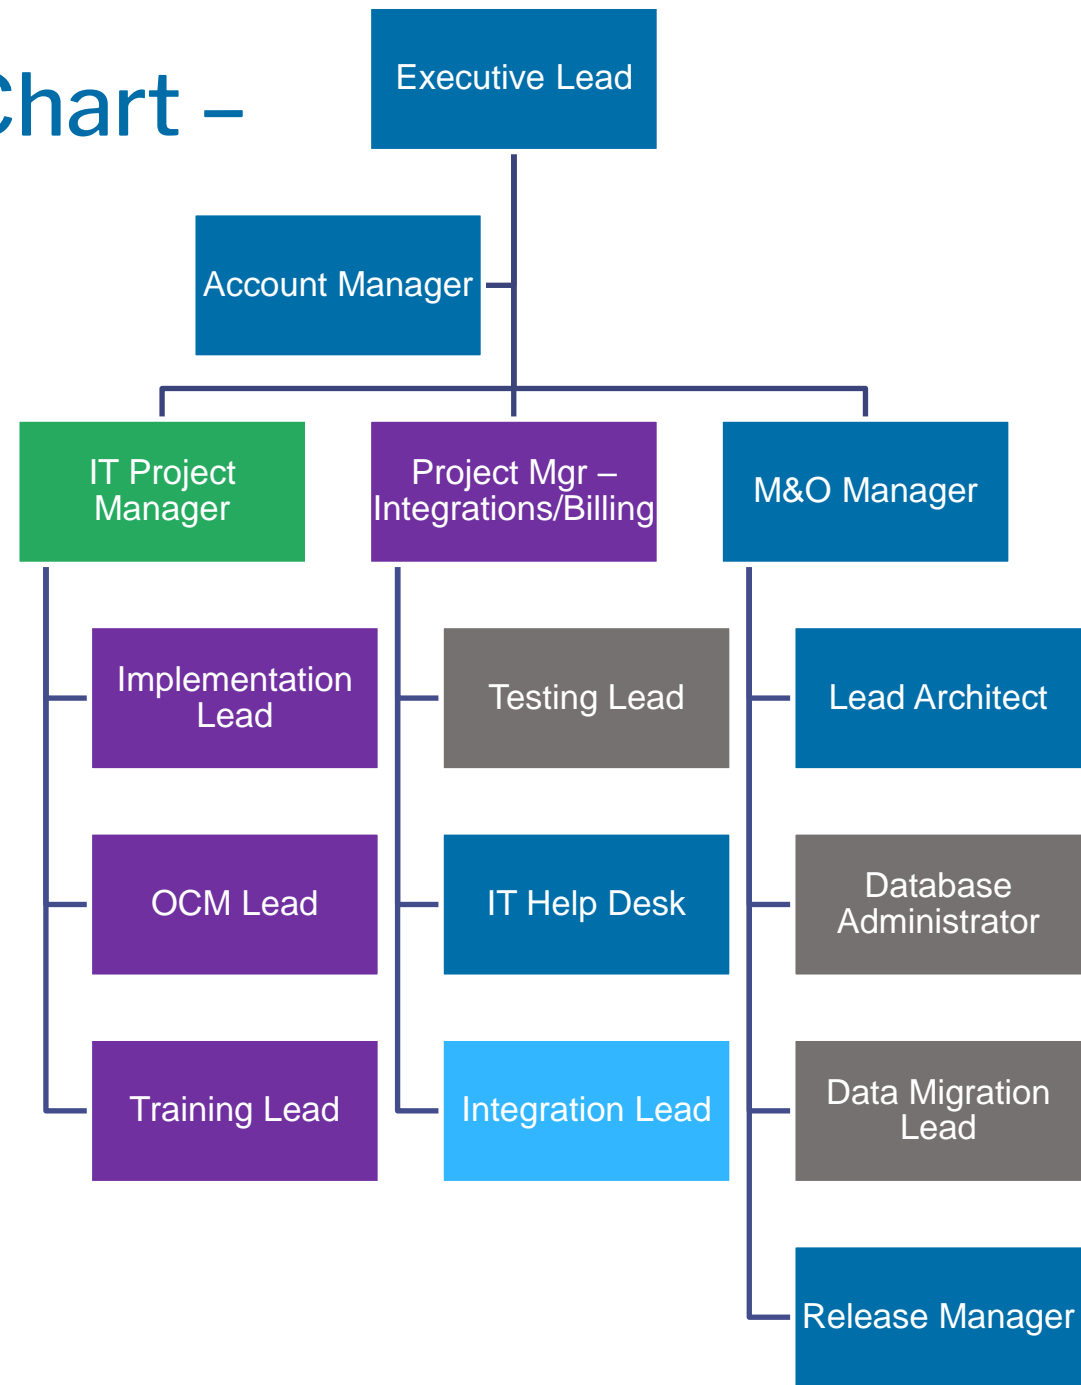 Chart –
Executive Lead
Account Manager
IT Project
Manager
Project Mgr –
Integrations/Billing
M&O Manager
Implementation
Lead
Testing Lead
Lead Architect
OCM Lead
IT Help Desk
Database
Administrator
Training Lead
Integration Lead
Data Migration
Lead
Release Manager